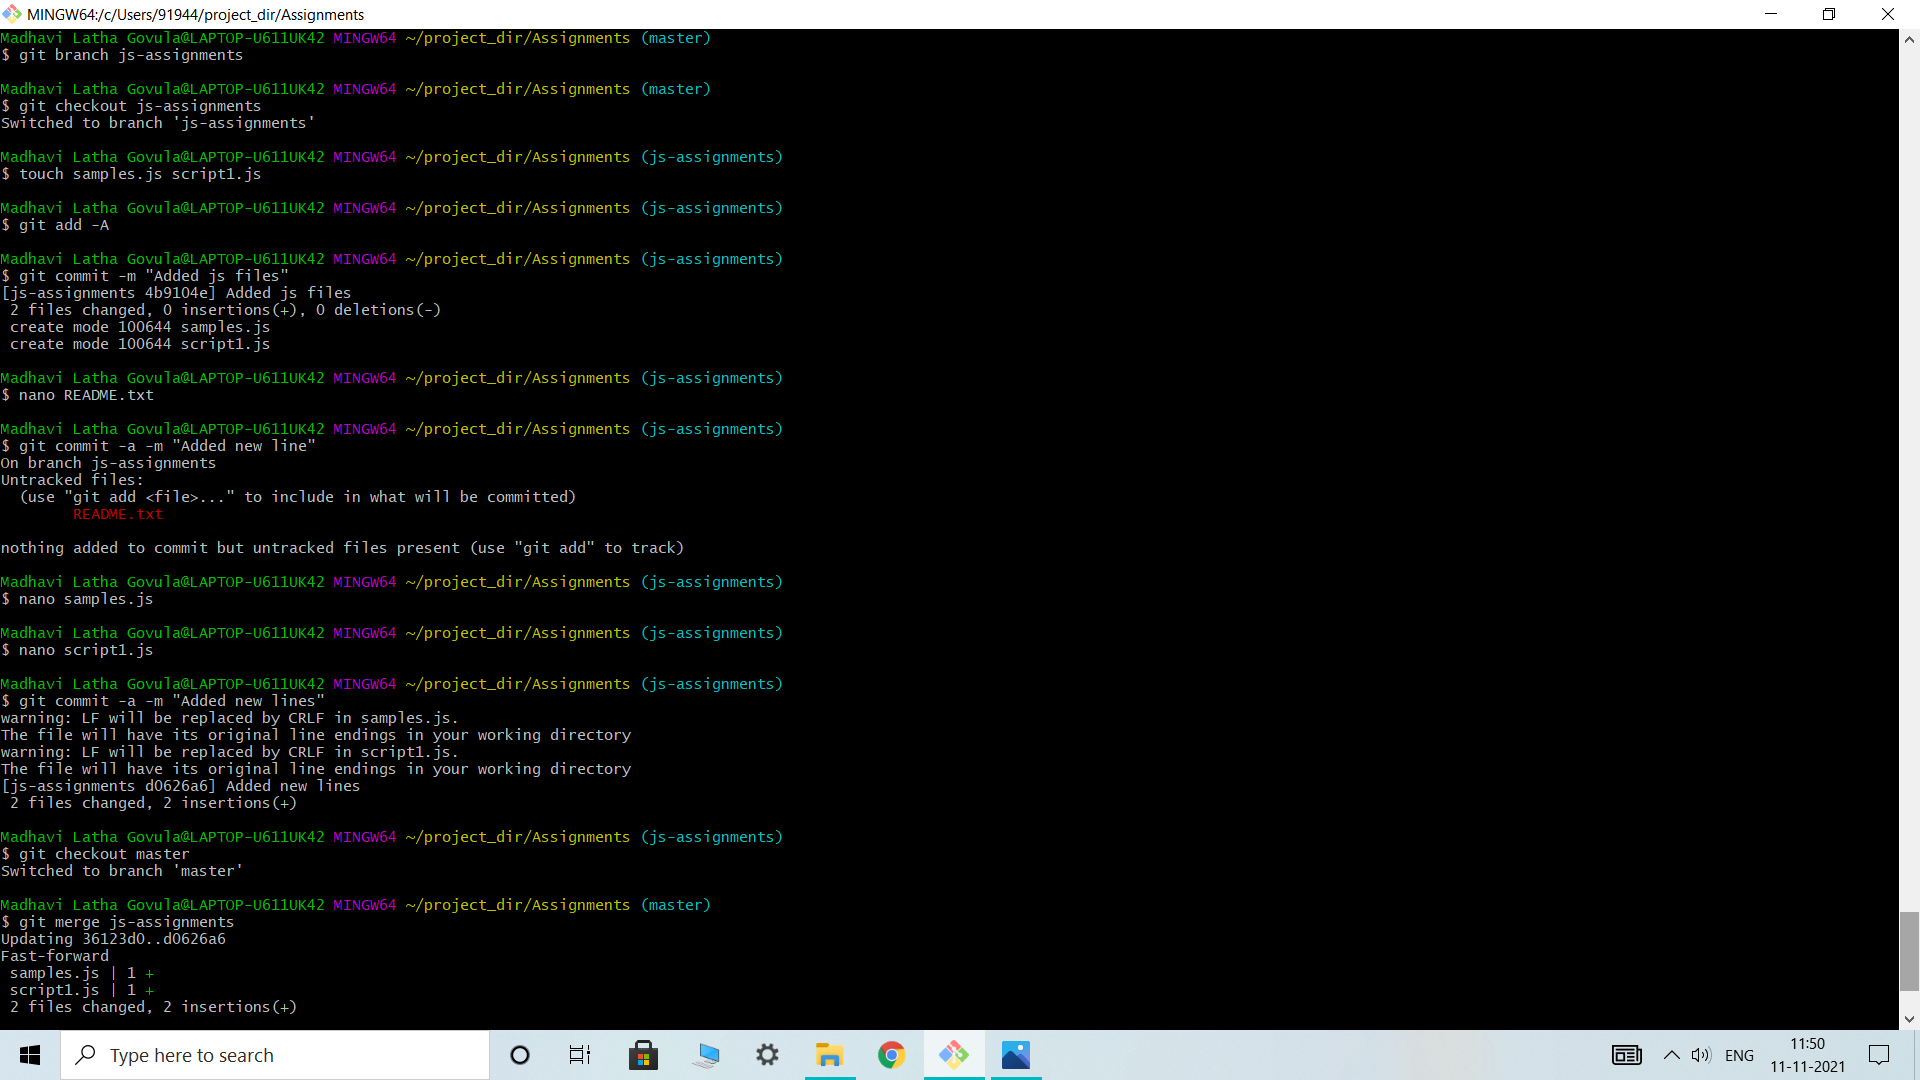 MINGW64:/c/Users/91944/project_dir/Assignments
Madhavi Latha Govula@LAPTOP-U611UK42 MINGW64 ~/project_dir/Assignments (master)
$ git branch js-assignments
Madhavi Latha Govula@LAPTOP-U611UK42 MINGW64 ~/project_dir/Assignments (master)
$ git checkout js-assignments
Switched to branch 'js-assignments'
Madhavi Latha Govula@LAPTOP-U611UK42 MINGW64 ~/project_dir/Assignments (js-assignments)
$ touch samples.js script1.js
Madhavi Latha Govula@LAPTOP-U611UK42 MINGW64 ~/project_dir/Assignments (js-assignments)
$ git add -A
Madhavi Latha Govula@LAPTOP-U611UK42 MINGW64 ~/project_dir/Assignments (js-assignments)
$ git commit -m "Added js files"
[js-assignments 4b9104e] Added js files
2 files changed, 0 insertions(+), 0 deletions(-)
create mode 100644 samples.js
create mode 100644 script1.js
Madhavi Latha Govula@LAPTOP-U611UK42 MINGW64 ~/project_dir/Assignments (js-assignments)
$ nano README.txt
Madhavi Latha Govula@LAPTOP-U611UK42 MINGW64 ~/project_dir/Assignments (js-assignments)
$ git commit -a -m "Added new line"
On branch js-assignments
Untracked files:
(use "git add <file>..." to include in what will be committed)
README.txt
nothing added to commit but untracked files present (use "git add" to track)
Madhavi Latha Govula@LAPTOP-U611UK42 MINGW64 ~/project_dir/Assignments (js-assignments)
$ nano samples.js
Madhavi Latha Govula@LAPTOP-U611UK42 MINGW64 ~/project_dir/Assignments (js-assignments)
$ nano script1.js
Madhavi Latha Govula@LAPTOP-U611UK42 MINGW64 ~/project_dir/Assignments (js-assignments)
$ git commit -a -m "Added new lines"
warning: LF will be replaced by CRLF in samples.js.
The file will have its original line endings in your working directory
warning: LF will be replaced by CRLF in script1.js.
The file will have its original line endings in your working directory
[js-assignments d0626a6] Added new lines
2 files changed, 2 insertions(+)
Madhavi Latha Govula@LAPTOP-U611UK42 MINGW64 ~/project_dir/Assignments (js-assignments)
$ git checkout master
Switched to branch 'master'
Madhavi Latha Govula@LAPTOP-U611UK42 MINGW64 ~/project_dir/Assignments (master)
$ git merge js-assignments
Updating 36123d0..d0626a6
Fast-forward
samples.js | 1 +
script1.js | 1 +
2 files changed, 2 insertions(+)
Type here to search
ENG
11:50
11-11-2021